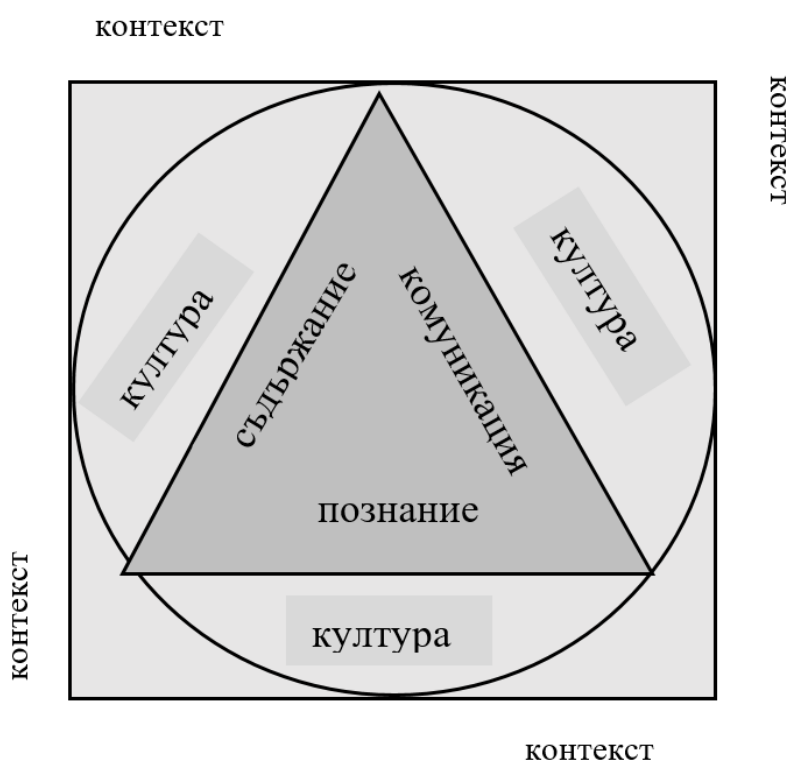 контекст
контекст
култура
съдържание
комуникация
култура
познание
контекст
култура
контекст